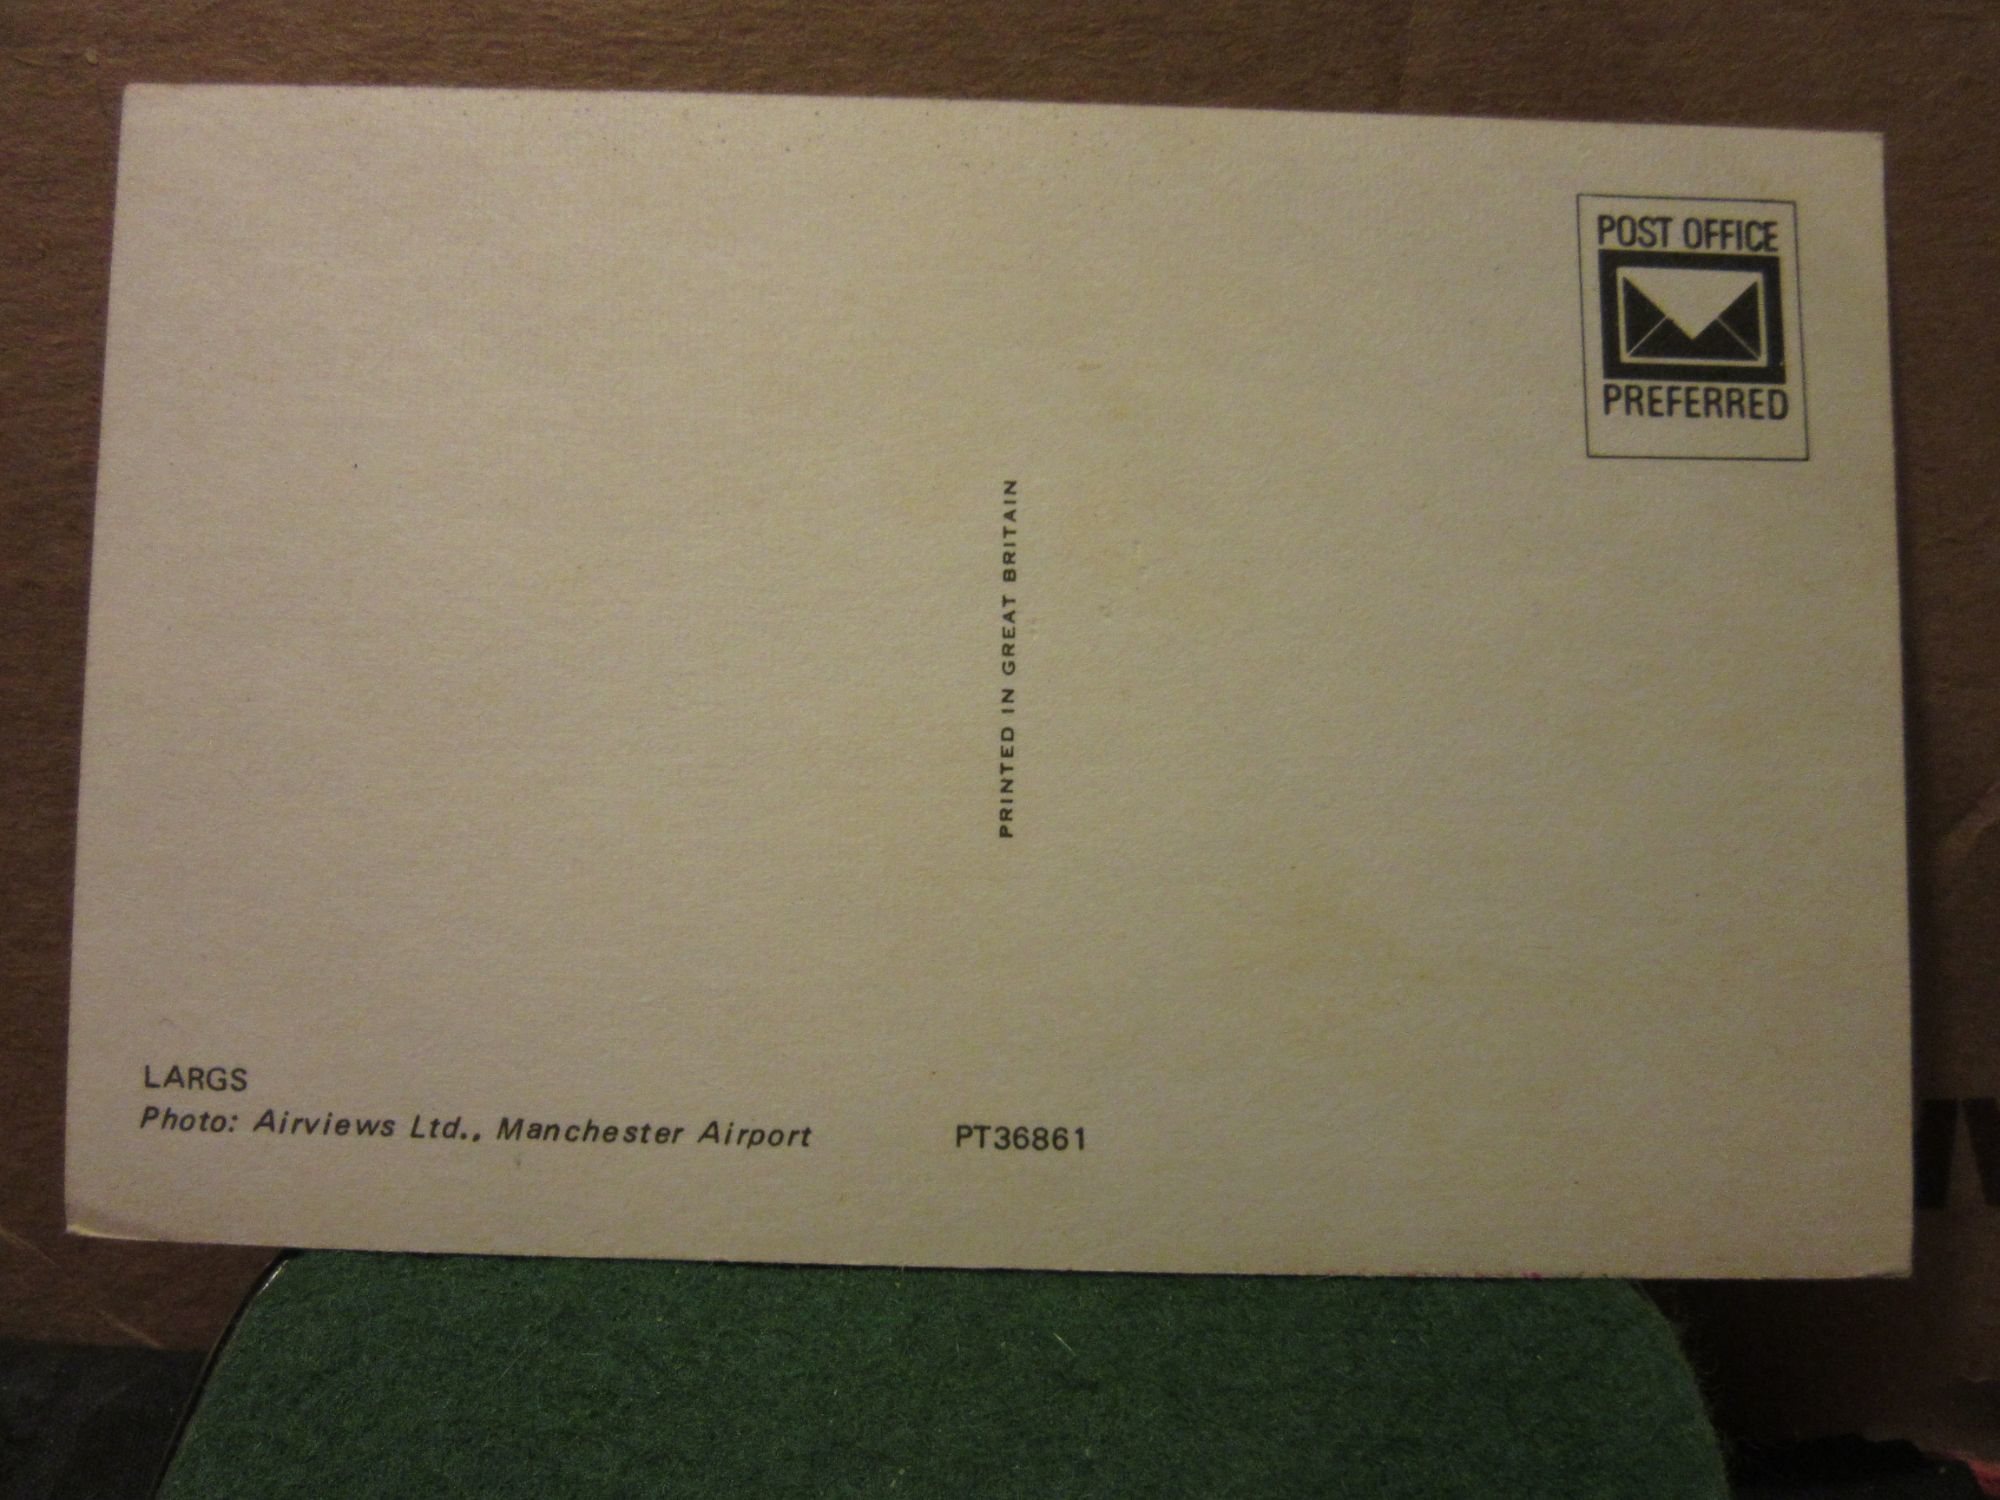 POST OFFICE
PREFERRED
PRINTED IN GREAT BRITAIN
LARGS
Photo: Airviews Ltd., Manchester Airport
PT36861